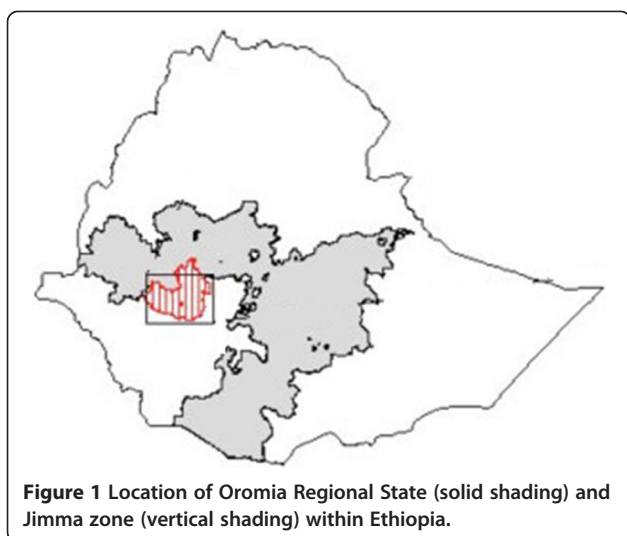 Figure 1 Location of Oromia Regional State (solid shading) and
Jimma zone (vertical shading) within Ethiopia.